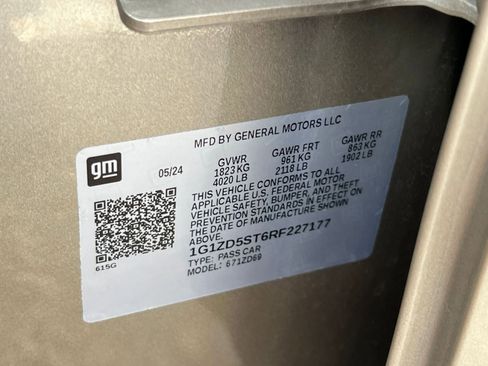 MFD BY GENERAL MOTORS LLC
gm
05/24
GVWR GAWR FRT GAWR RR
1823 KG 961 KG 863 KG
4020 LB 2118 LB 1902 LB
THIS VEHICLE CONFORMS TO ALL
APPLICABLE U.S. FEDERAL MOTOR
VEHICLE SAFETY, BUMPER, AND THEFT
PREVENTION STANDARDS IN EFFECT ON
THE DATE OF MANUFACTURE SHOWN
ABOVE.
1G1ZD5ST6RF227177
TYPE: PASS CAR
MODEL: 671ZD69
615G